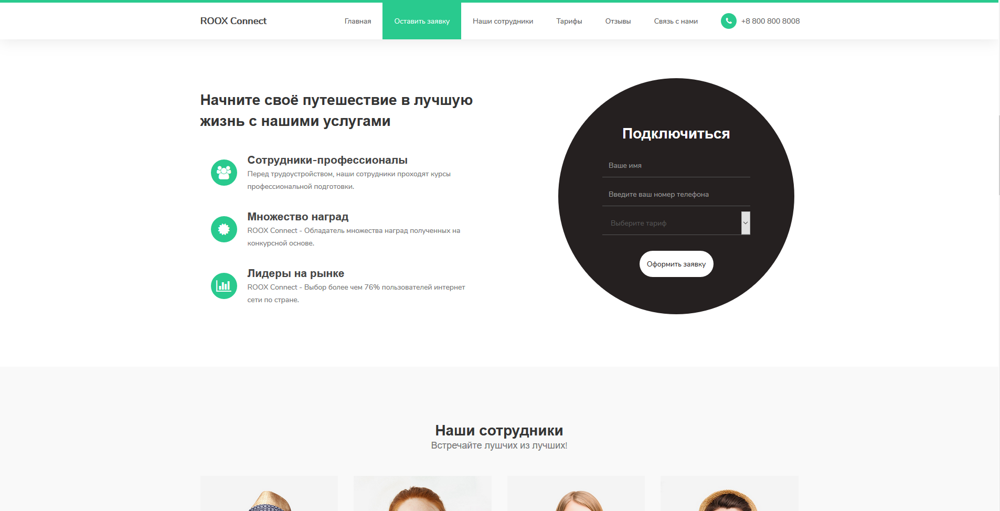 ROOX Connect
Главная
Оставить заявку
Наши сотрудники
Тарифы
Отзывы
Связь с нами
+8 800 800 8008
Начните своё путешествие в лучшую
жизнь с нашими услугами
Сотрудники-профессионалы
Перед трудоустройством, наши сотрудники проходят курсы
профессиональной подготовки.
Множество наград
ROOX Connect - Обладатель множества наград полученных на
конкурсной основе.
Лидеры на рынке
ROOX Connect - Выбор более чем 76% пользователей интернет
сети по стране.
Подключиться
Ваше имя
Введите ваш номер телефона
Выберите тариф
Оформить заявку
Наши сотрудники
Встречайте лушчих из лучших!